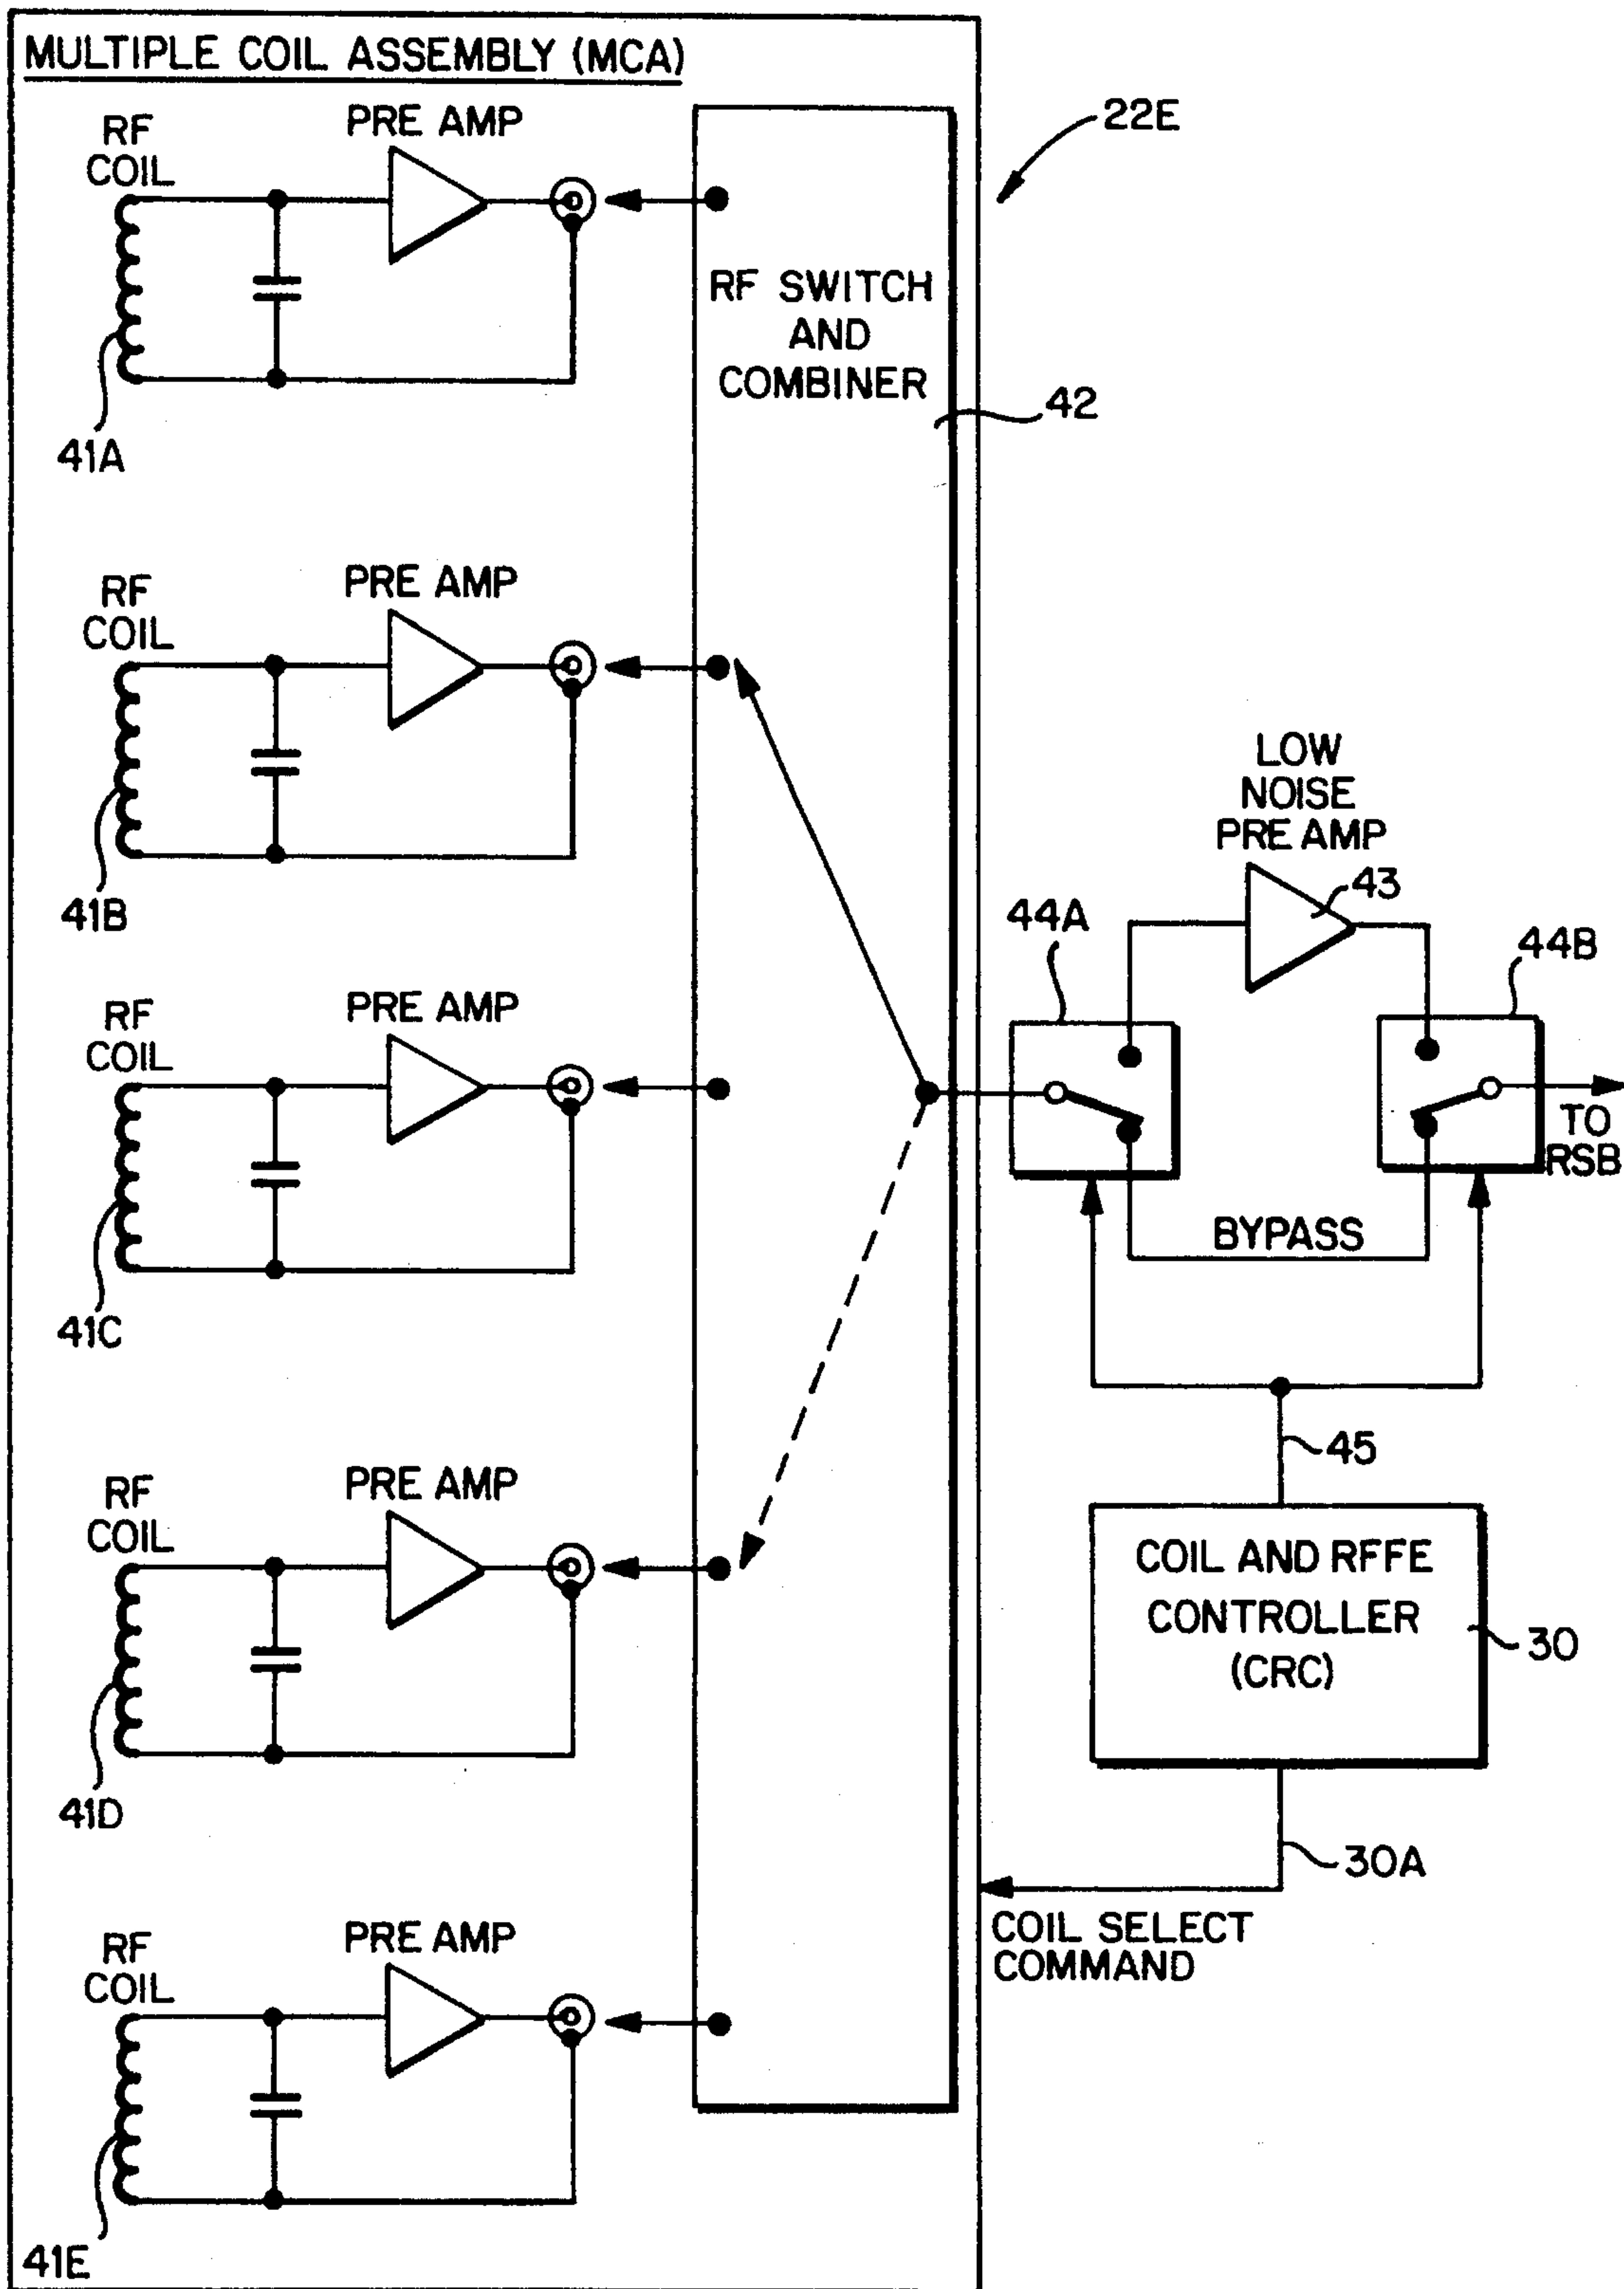 MULTIPLE COIL ASSEMBLY (MCA)
22E
RF
COIL
PRE AMP
41A
RF SWITCH
AND
COMBINER
42
RF
COIL
PRE AMP
41B
LOW
NOISE
PRE AMP
43
44A
44B
TO
RSB
BYPASS
RF
COIL
PRE AMP
41C
45
RF
COIL
PRE AMP
41D
COIL AND RFFE
CONTROLLER
(CRC)
30
30A
COIL SELECT
COMMAND
RF
COIL
PRE AMP
41E